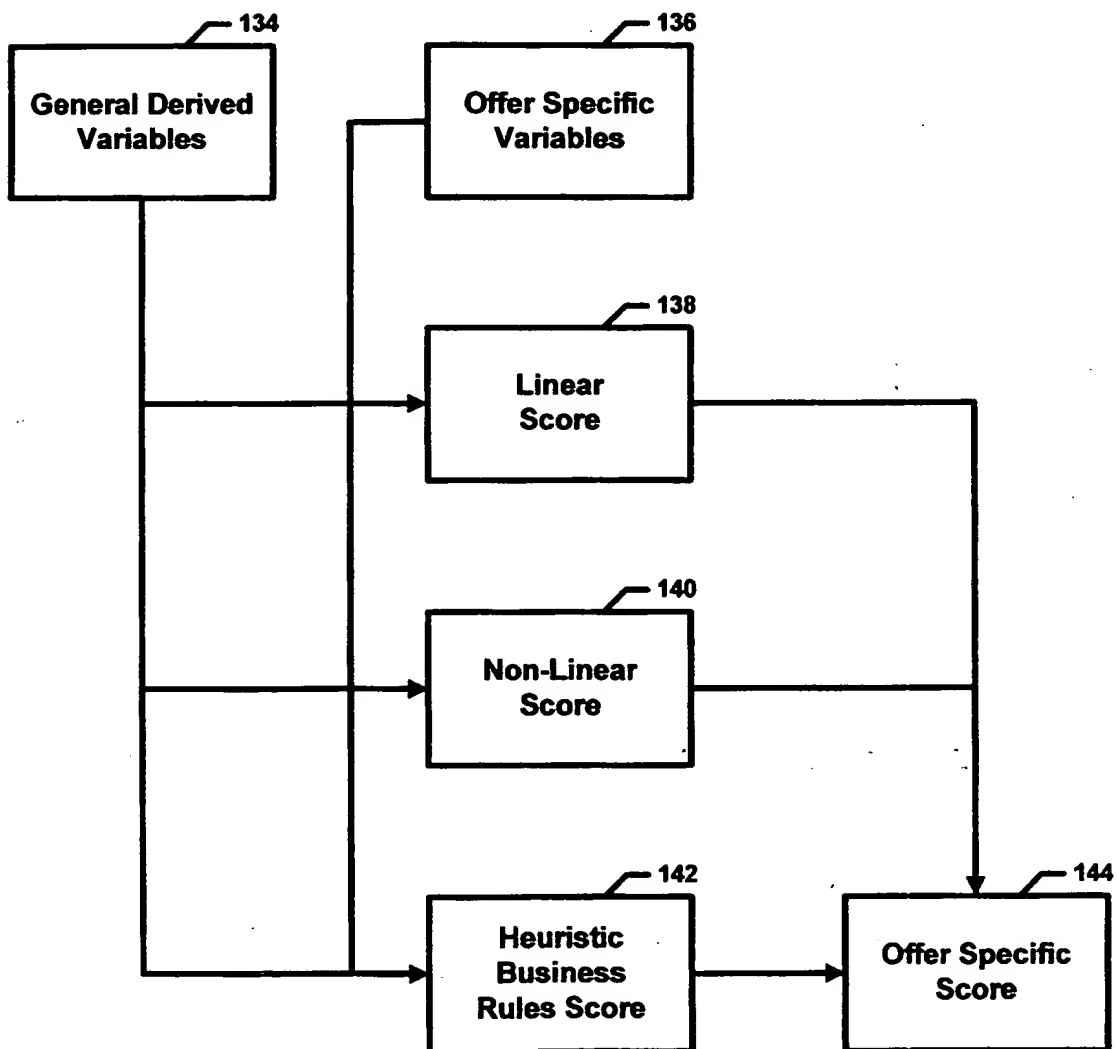 134
General Derived
Variables
136
Offer Specific
Variables
138
Linear
Score
140
Non-Linear
Score
142
Heuristic
Business
Rules Score
144
Offer Specific
Score